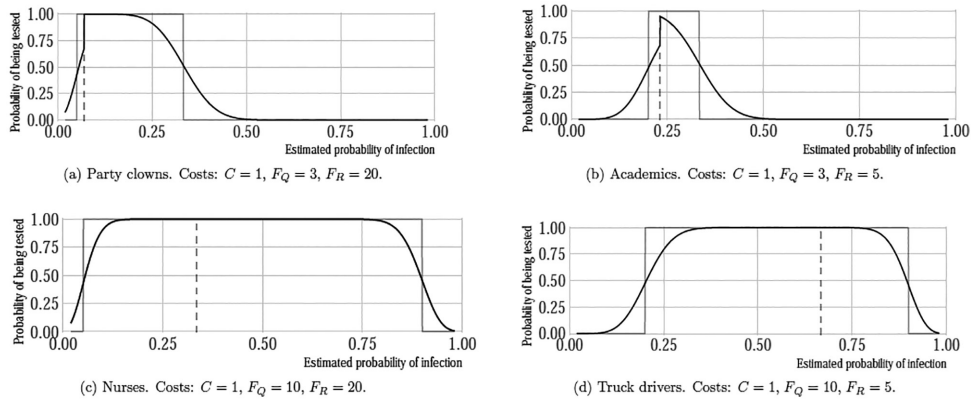 Probability of being tested
1.00
0.75
0.50
0.25
0.00
0.00 0.25 0.50 0.75 1.00
Estimated probability of infection
(a) Party clowns. Costs: C = 1, F_Q = 3, F_R = 20.
Probability of being tested
1.00
0.75
0.50
0.25
0.00
0.00 0.25 0.50 0.75 1.00
Estimated probability of infection
(b) Academics. Costs: C = 1, F_Q = 3, F_R = 5.
Probability of being tested
1.00
0.75
0.50
0.25
0.00
0.00 0.25 0.50 0.75 1.00
Estimated probability of infection
(c) Nurses. Costs: C = 1, F_Q = 10, F_R = 20.
Probability of being tested
1.00
0.75
0.50
0.25
0.00
0.00 0.25 0.50 0.75 1.00
Estimated probability of infection
(d) Truck drivers. Costs: C = 1, F_Q = 10, F_R = 5.